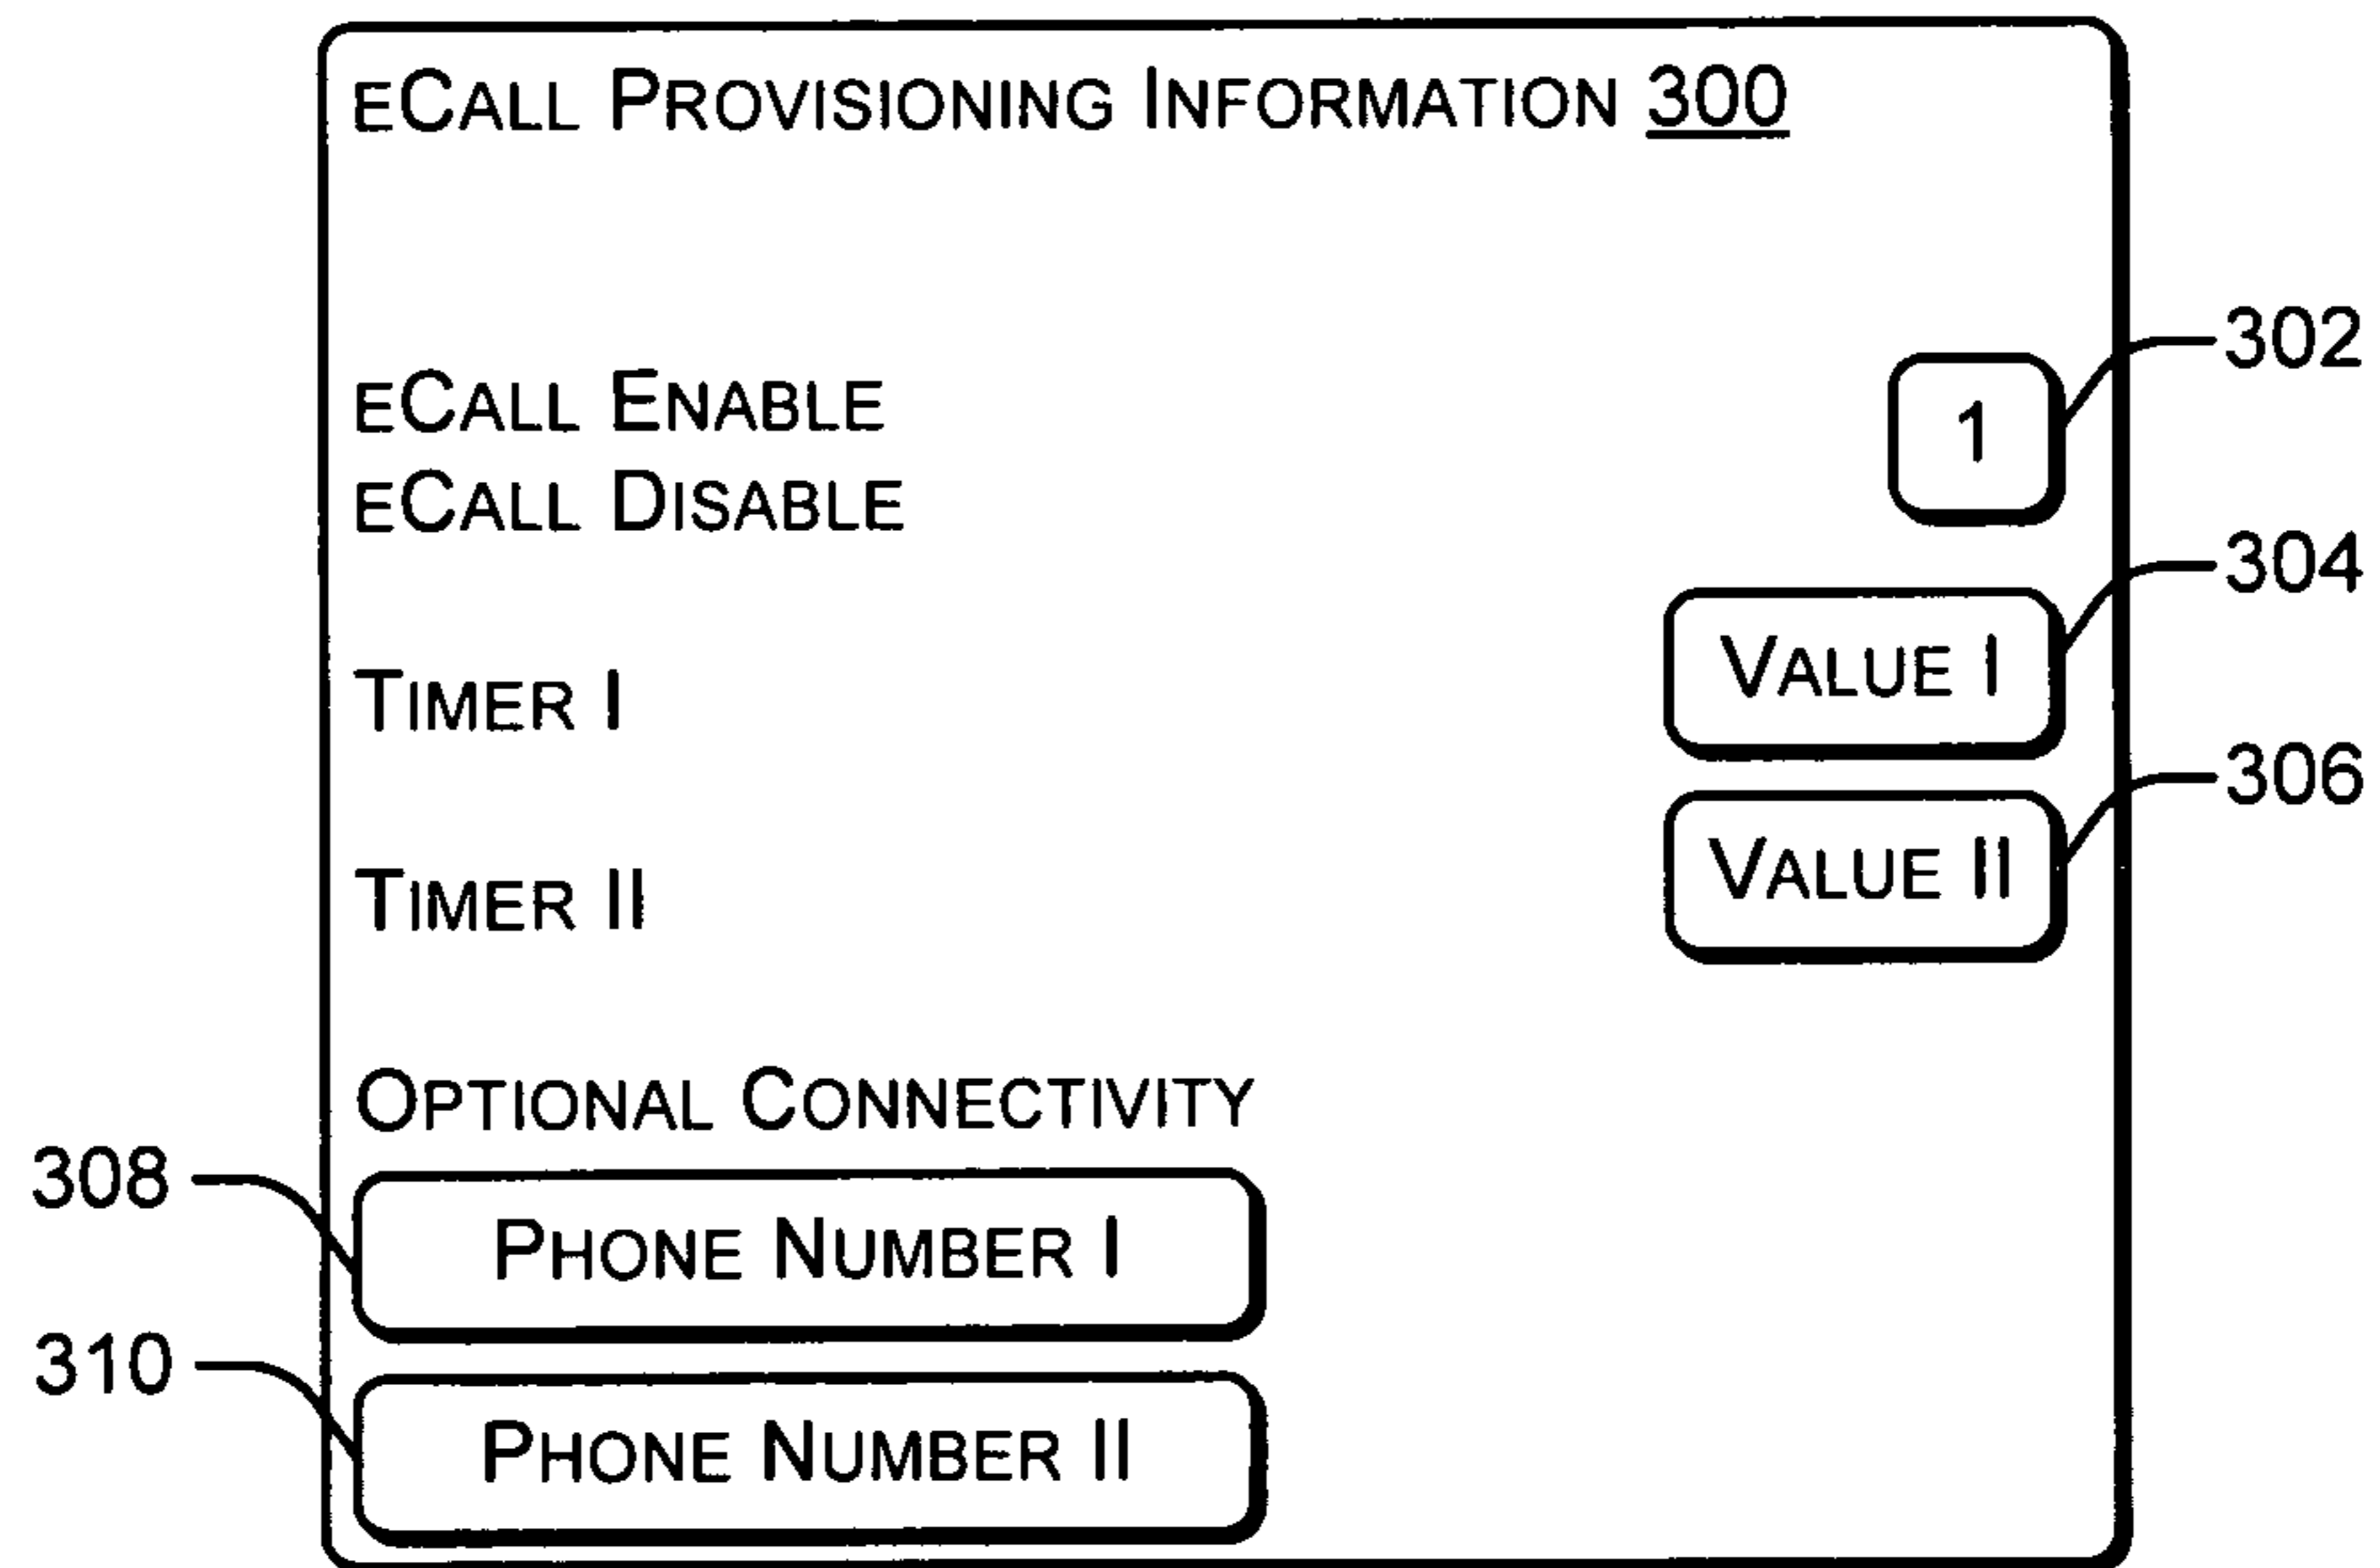 eCall Provisioning Information 300
302
eCall Enable
1
eCall Disable
304
Value I
Timer I
306
Value II
Timer II
Optional Connectivity
308
Phone Number I
310
Phone Number II